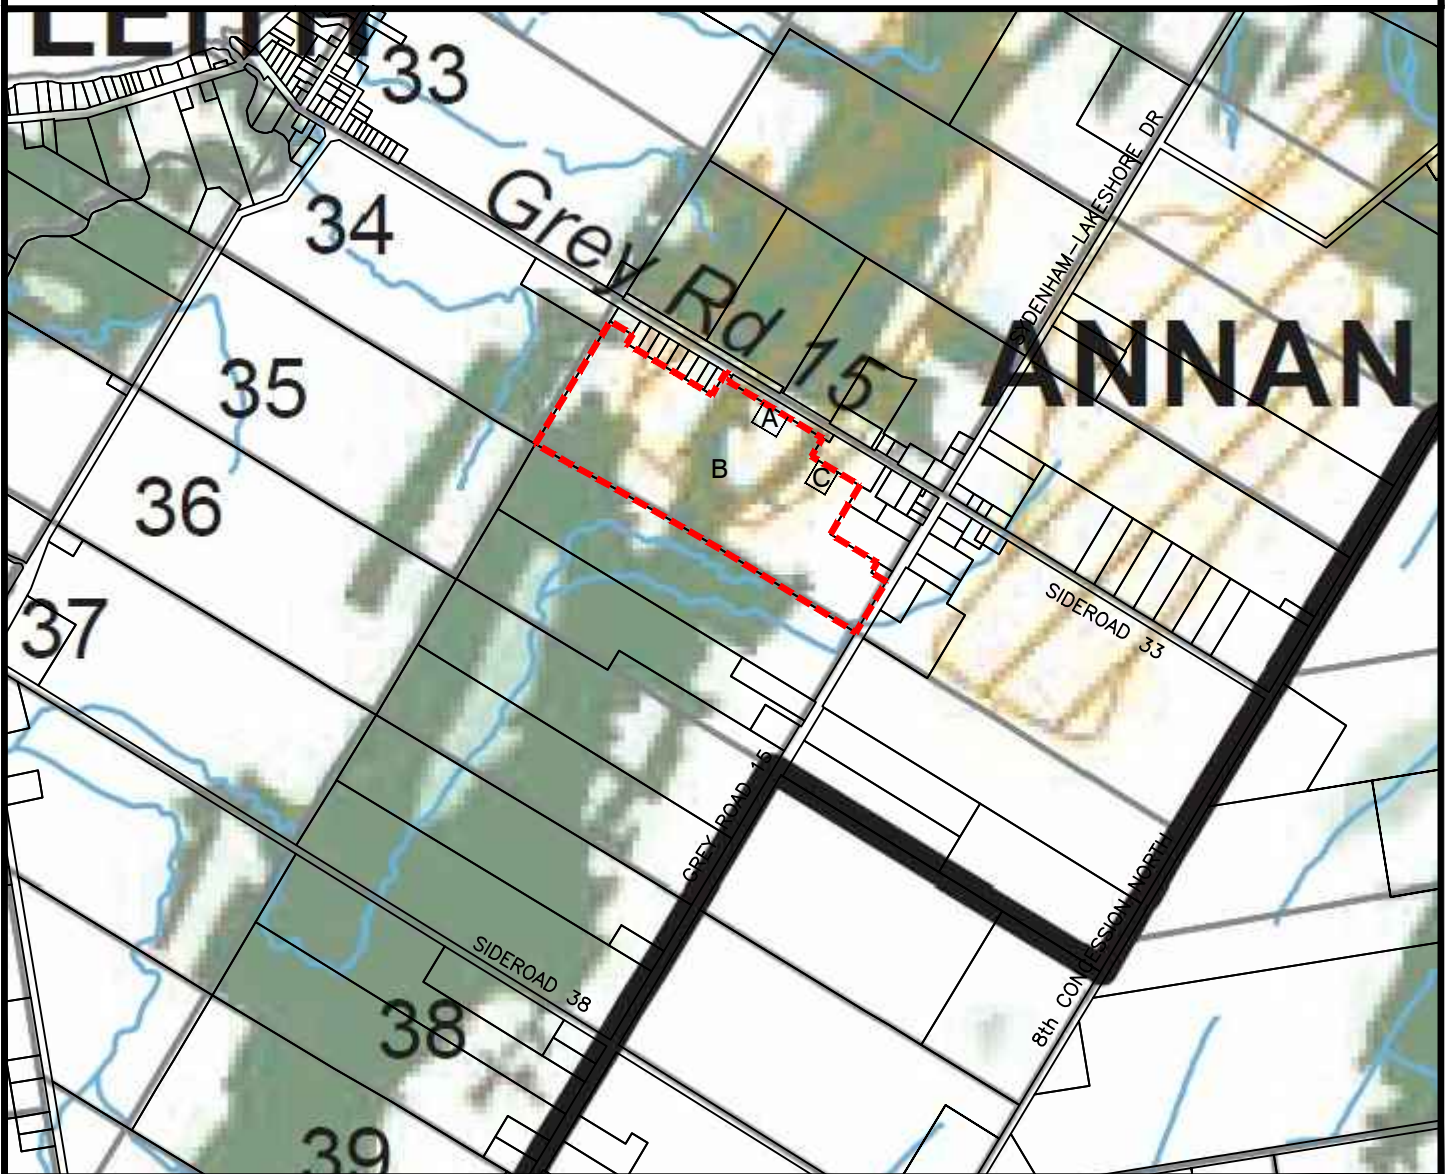 LEITH
33
SYDENHAM-LAKESHORE DR
34
Grey Rd 15
ANNAN
35
A
B
C
36
37
SIDEROAD 33
GREY ROAD 15
8th CONCESSION NORTH
SIDEROAD 38
38
39